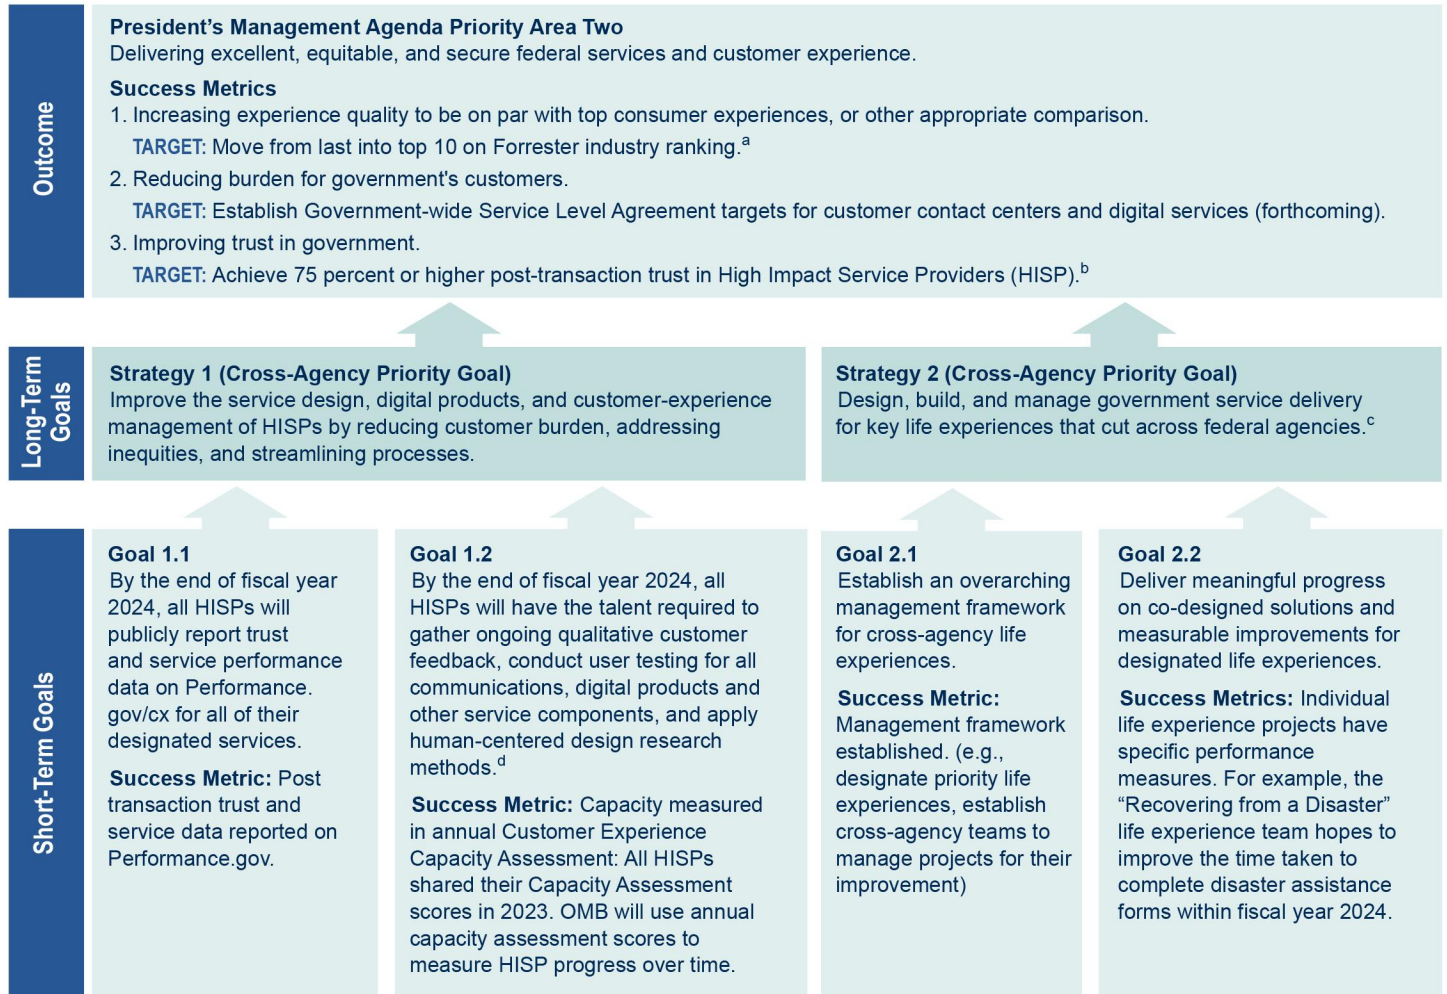 Outcome
President’s Management Agenda Priority Area Two
Delivering excellent, equitable, and secure federal services and customer experience.
Success Metrics
1. Increasing experience quality to be on par with top consumer experiences, or other appropriate comparison.
TARGET: Move from last into top 10 on Forrester industry ranking.a
2. Reducing burden for government's customers.
TARGET: Establish Government-wide Service Level Agreement targets for customer contact centers and digital services (forthcoming).
3. Improving trust in government.
TARGET: Achieve 75 percent or higher post-transaction trust in High Impact Service Providers (HISP).b
Long-Term
Goals
Strategy 1 (Cross-Agency Priority Goal)
Improve the service design, digital products, and customer-experience
management of HISPs by reducing customer burden, addressing
inequities, and streamlining processes.
Strategy 2 (Cross-Agency Priority Goal)
Design, build, and manage government service delivery
for key life experiences that cut across federal agencies.c
Short-Term Goals
Goal 1.1
By the end of fiscal year
2024, all HISPs will
publicly report trust
and service performance
data on Performance.
gov/cx for all of their
designated services.
Success Metric: Post
transaction trust and
service data reported on
Performance.gov.
Goal 1.2
By the end of fiscal year 2024, all
HISPs will have the talent required to
gather ongoing qualitative customer
feedback, conduct user testing for all
communications, digital products and
other service components, and apply
human-centered design research
methods.d
Success Metric: Capacity measured
in annual Customer Experience
Capacity Assessment: All HISPs
shared their Capacity Assessment
scores in 2023. OMB will use annual
capacity assessment scores to
measure HISP progress over time.
Goal 2.1
Establish an overarching
management framework
for cross-agency life
experiences.
Success Metric:
Management framework
established. (e.g.,
designate priority life
experiences, establish
cross-agency teams to
manage projects for their
improvement)
Goal 2.2
Deliver meaningful progress
on co-designed solutions and
measurable improvements for
designated life experiences.
Success Metrics: Individual
life experience projects have
specific performance
measures. For example, the
“Recovering from a Disaster”
life experience team hopes to
improve the time taken to
complete disaster assistance
forms within fiscal year 2024.